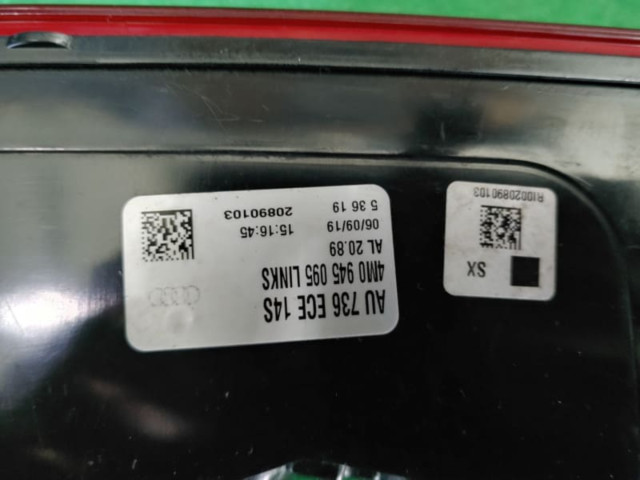 AU 736 ECE 14S
4M0 945 095 LINKS
AL 20.89
06/09/19 15:16:45
5 36 19 20890103
SX
R10020890103